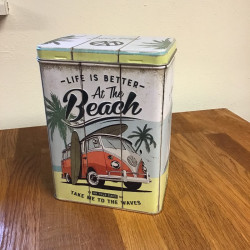 LIFE IS BETTER
At The
Beach
TAKE ME TO THE WAVES